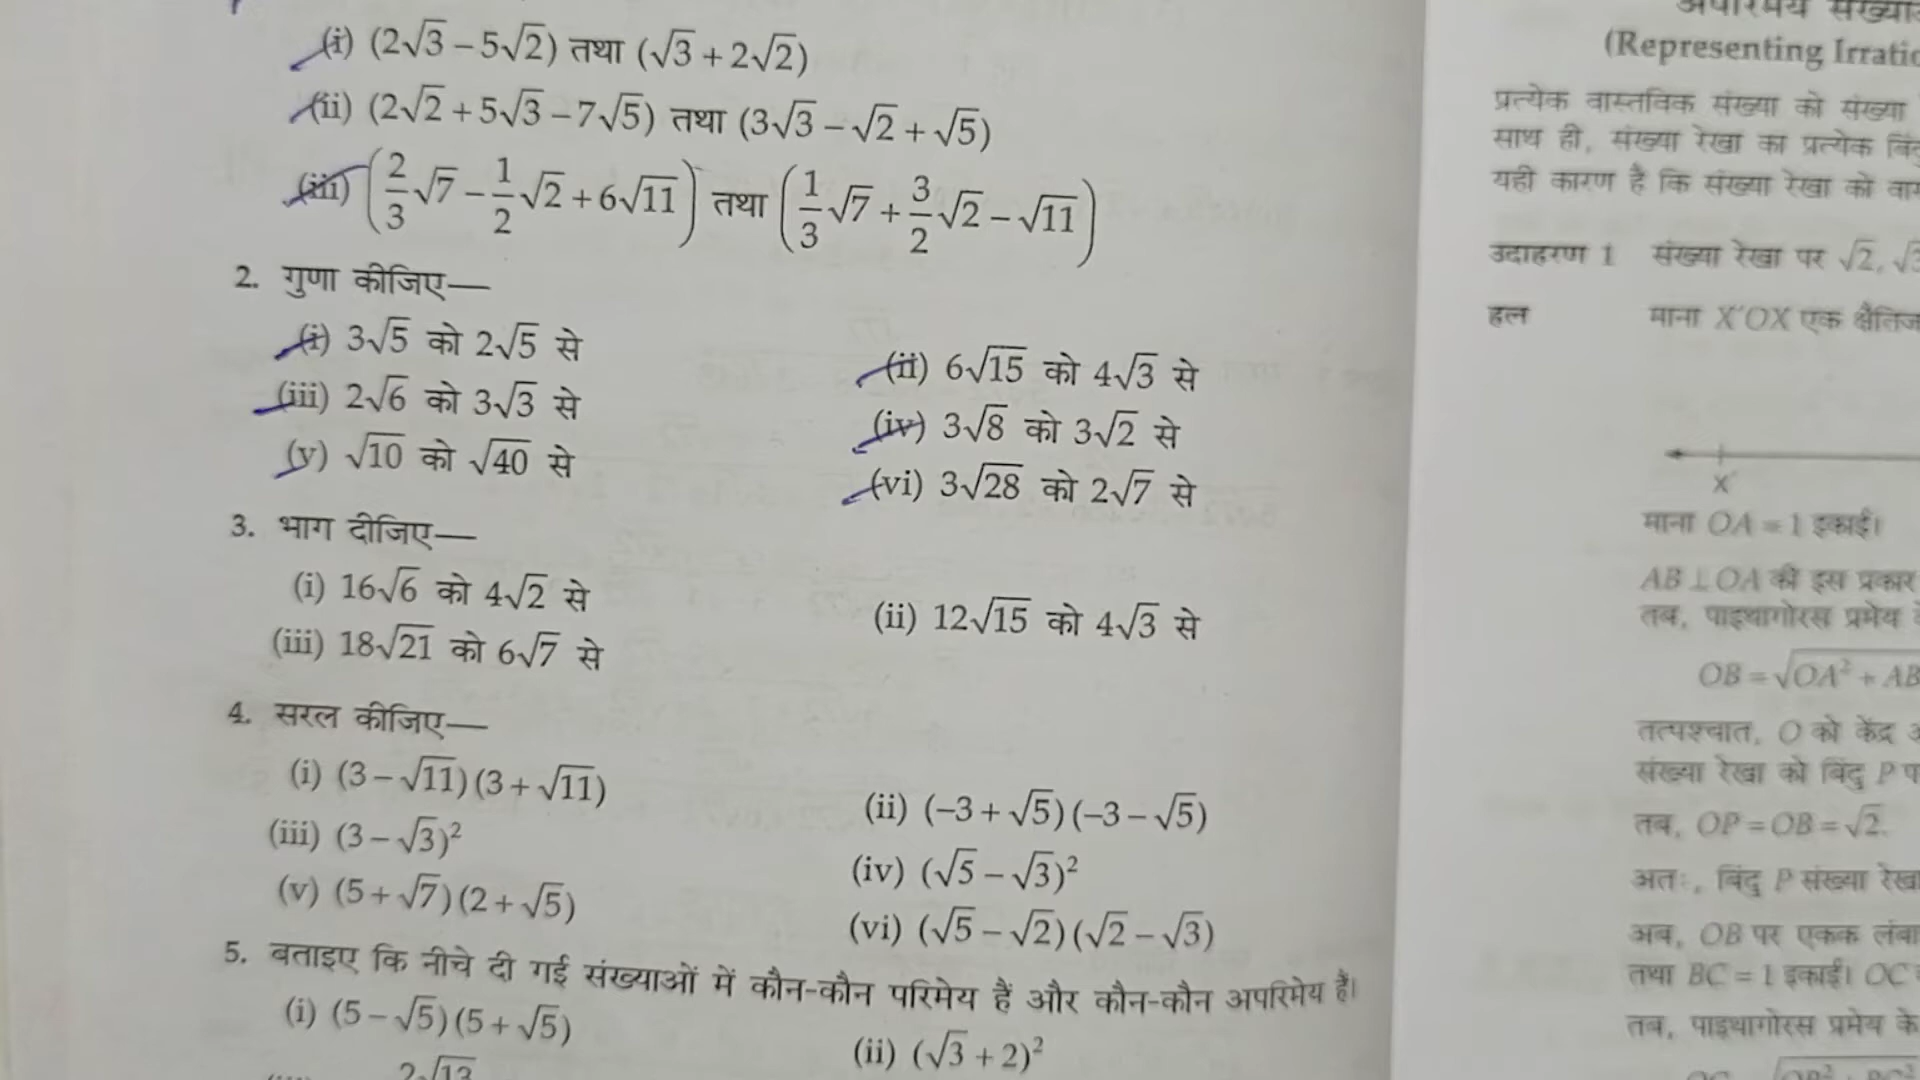 (i) (2√3 – 5√2) तथा (√3 + 2√2)
(ii) (2√2 + 5√3 – 7√5) तथा (3√3 – √2 + √5)
(iii) (2/3 √7 – 1/2 √2 + 6√11) तथा (1/3 √7 + 3/2 √2 – √11)
2. गुणा कीजिए—
(i) 3√5 को 2√5 से
(ii) 6√15 को 4√3 से
(iii) 2√6 को 3√3 से
(iv) 3√8 को 3√2 से
(v) √10 को √40 से
(vi) 3√28 को 2√7 से
3. भाग दीजिए—
(i) 16√6 को 4√2 से
(ii) 12√15 को 4√3 से
(iii) 18√21 को 6√7 से
4. सरल कीजिए—
(i) (3 – √11)(3 + √11)
(ii) (–3 + √5)(–3 – √5)
(iii) (3 – √3)²
(iv) (√5 – √3)²
(v) (5 + √7)(2 + √5)
(vi) (√5 – √2)(√2 – √3)
5. बताइए कि नीचे दी गई संख्याओं में कौन-कौन परिमेय हैं और कौन-कौन अपरिमेय हैं।
(i) (5 – √5)(5 + √5)
(ii) (√3 + 2)²
2√13
(Representing
प्रत्येक वास्तविक संख्या को संख्या
साथ ही, संख्या रेखा का प्रत्येक
यही कारण है कि संख्या रेखा को
उदाहरण 1 संख्या रेखा पर √2,
हल माना X'OX एक
X'
माना OA = 1 इकाई।
AB ⊥ OA की इस प्रकार
तब, पाइथागोरस प्रमेय
OB = √OA² + AB
तत्पश्चात, O को केंद्र
संख्या रेखा को बिंदु P
तब, OP = OB = √2.
अतः, बिंदु P संख्या
अब, OB पर एकक
तथा BC = 1 इकाई। OC
तब, पाइथागोरस प्रमेय के